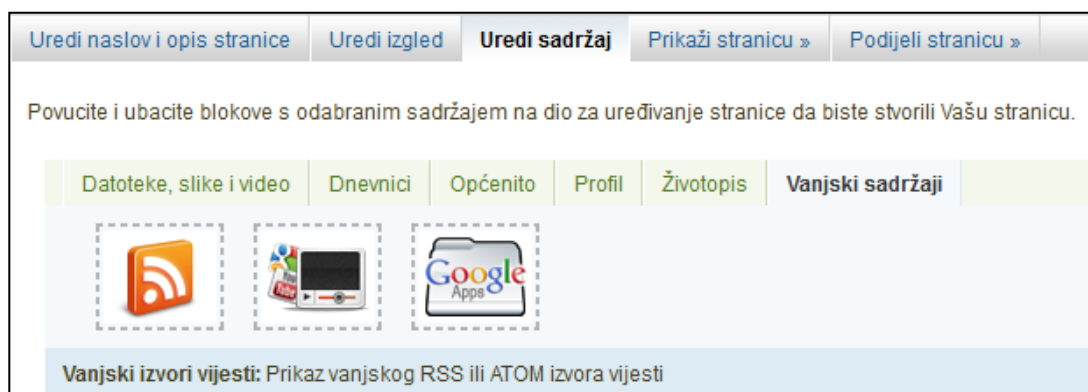 Uredi naslov i opis stranice Uredi izgled Uredi sadržaj Prikaži stranicu » Podijeli stranicu »
Povucite i ubacite blokove s odabranim sadržajem na dio za uređivanje stranice da biste stvorili Vašu stranicu.
Datoteke, slike i video Dnevnici Općenito Profil Životopis Vanjski sadržaji
You Tube Google Apps
Vanjski izvori vijesti: Prikaz vanjskog RSS ili ATOM izvora vijesti